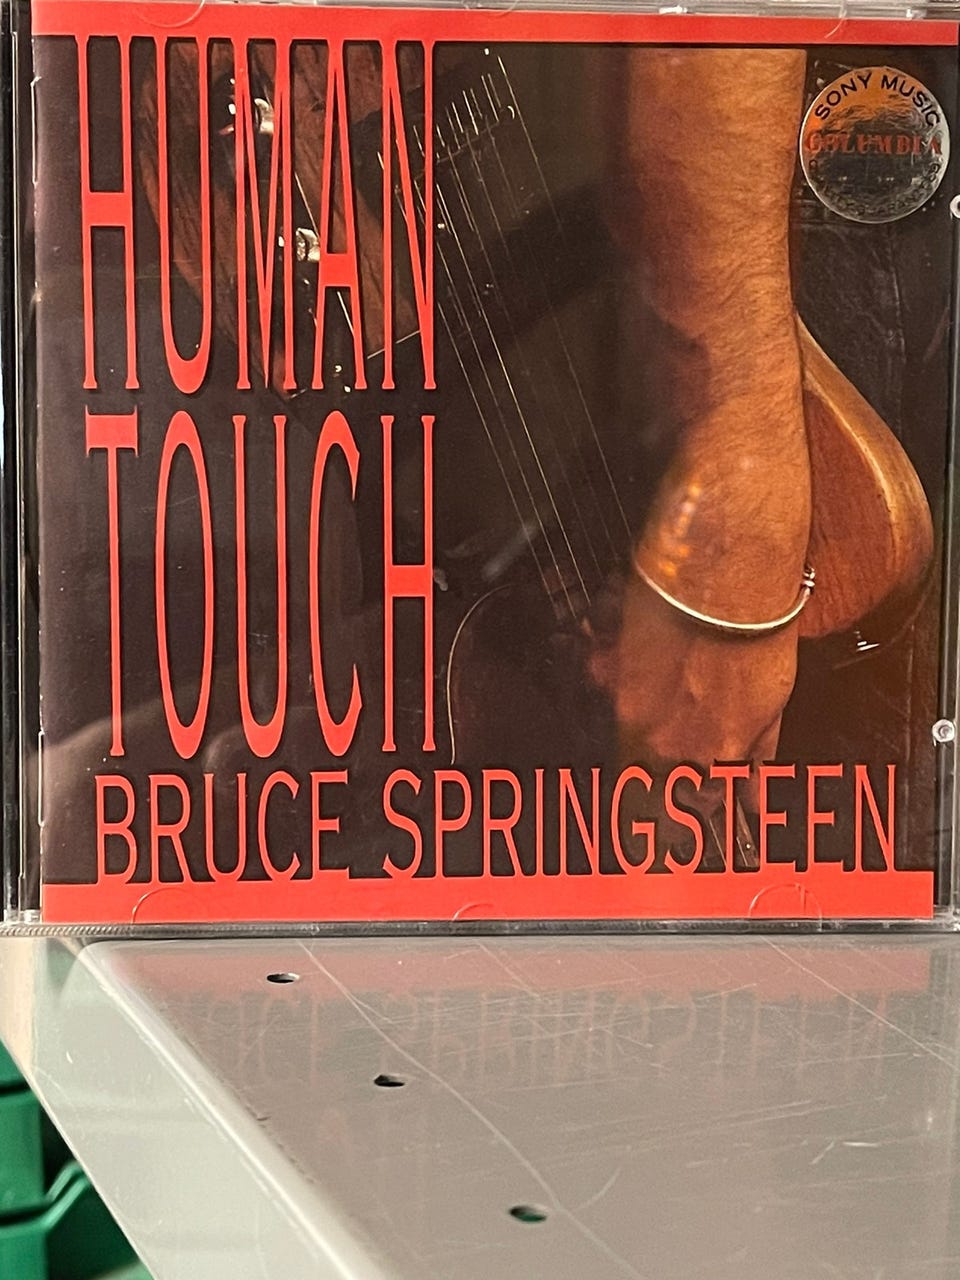 HUMAN
TOUCH
BRUCE SPRINGSTEEN
SONY MUSIC
COLUMBIA